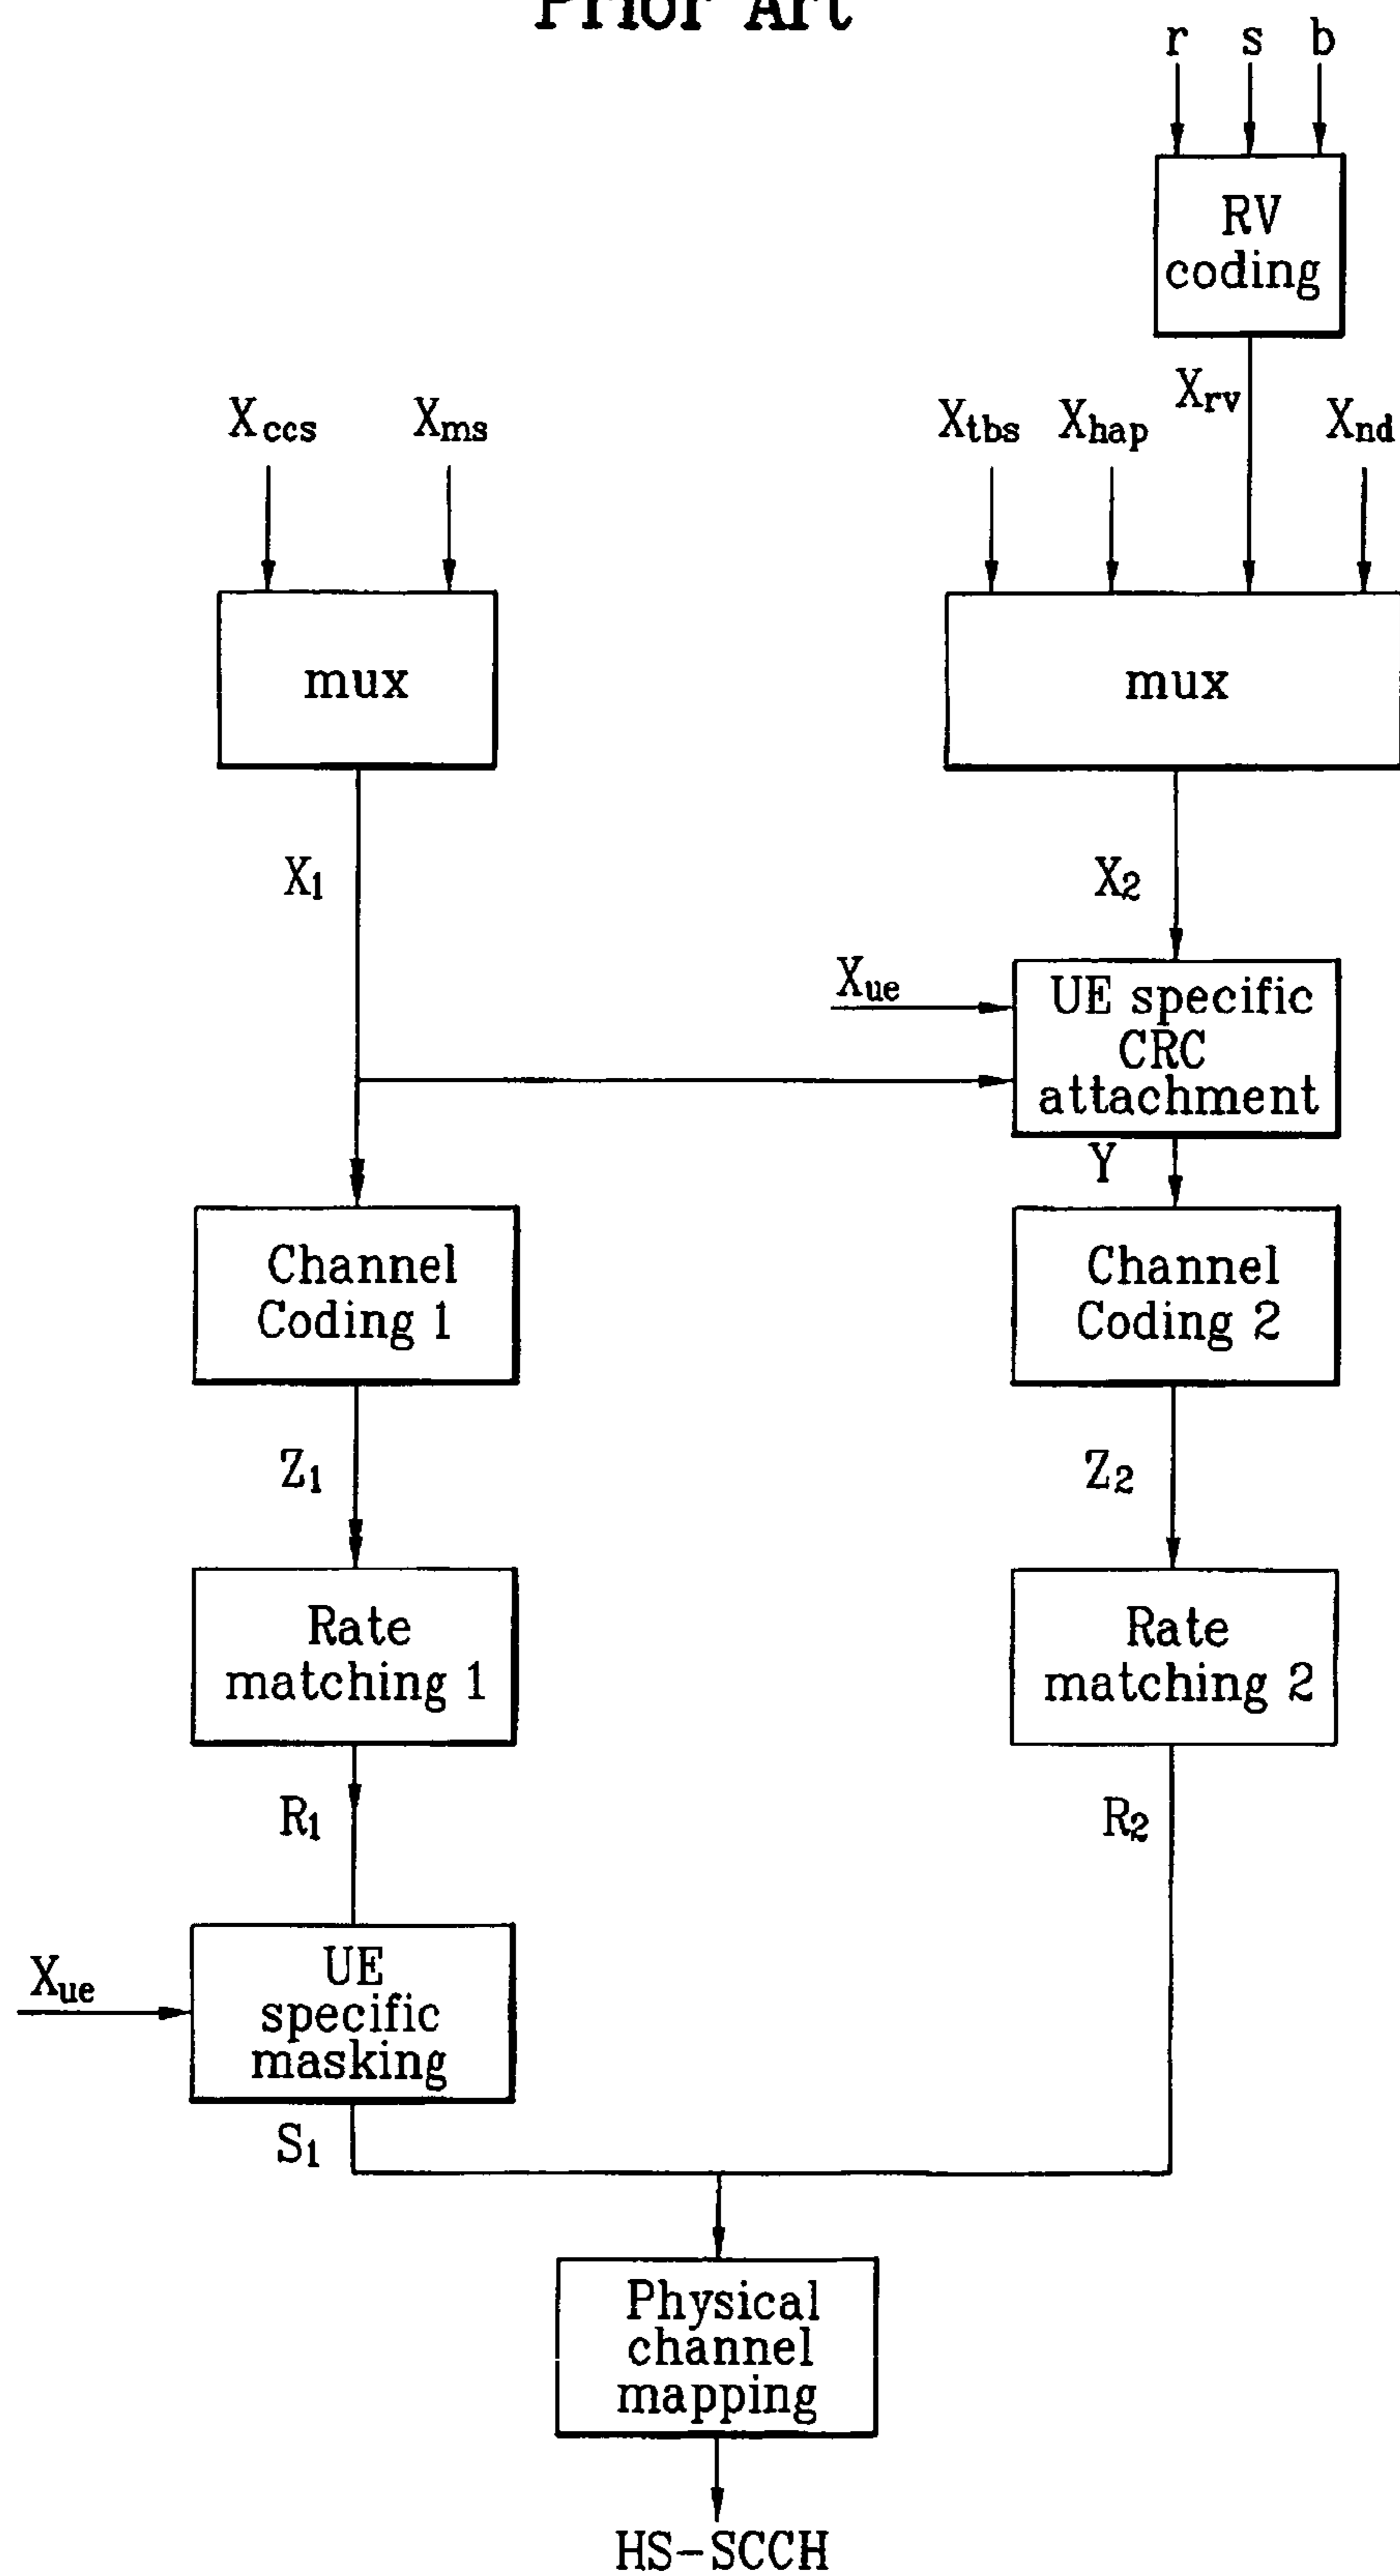 Prior Art
r s b
RV
coding
Xccs Xms Xtbs Xhap Xrv Xnd
mux mux
X1 X2
Xue
UE specific
CRC
attachment
Y
Channel
Coding 1
Channel
Coding 2
Z1 Z2
Rate
matching 1
Rate
matching 2
R1 R2
Xue
UE
specific
masking
S1
Physical
channel
mapping
HS-SCCH